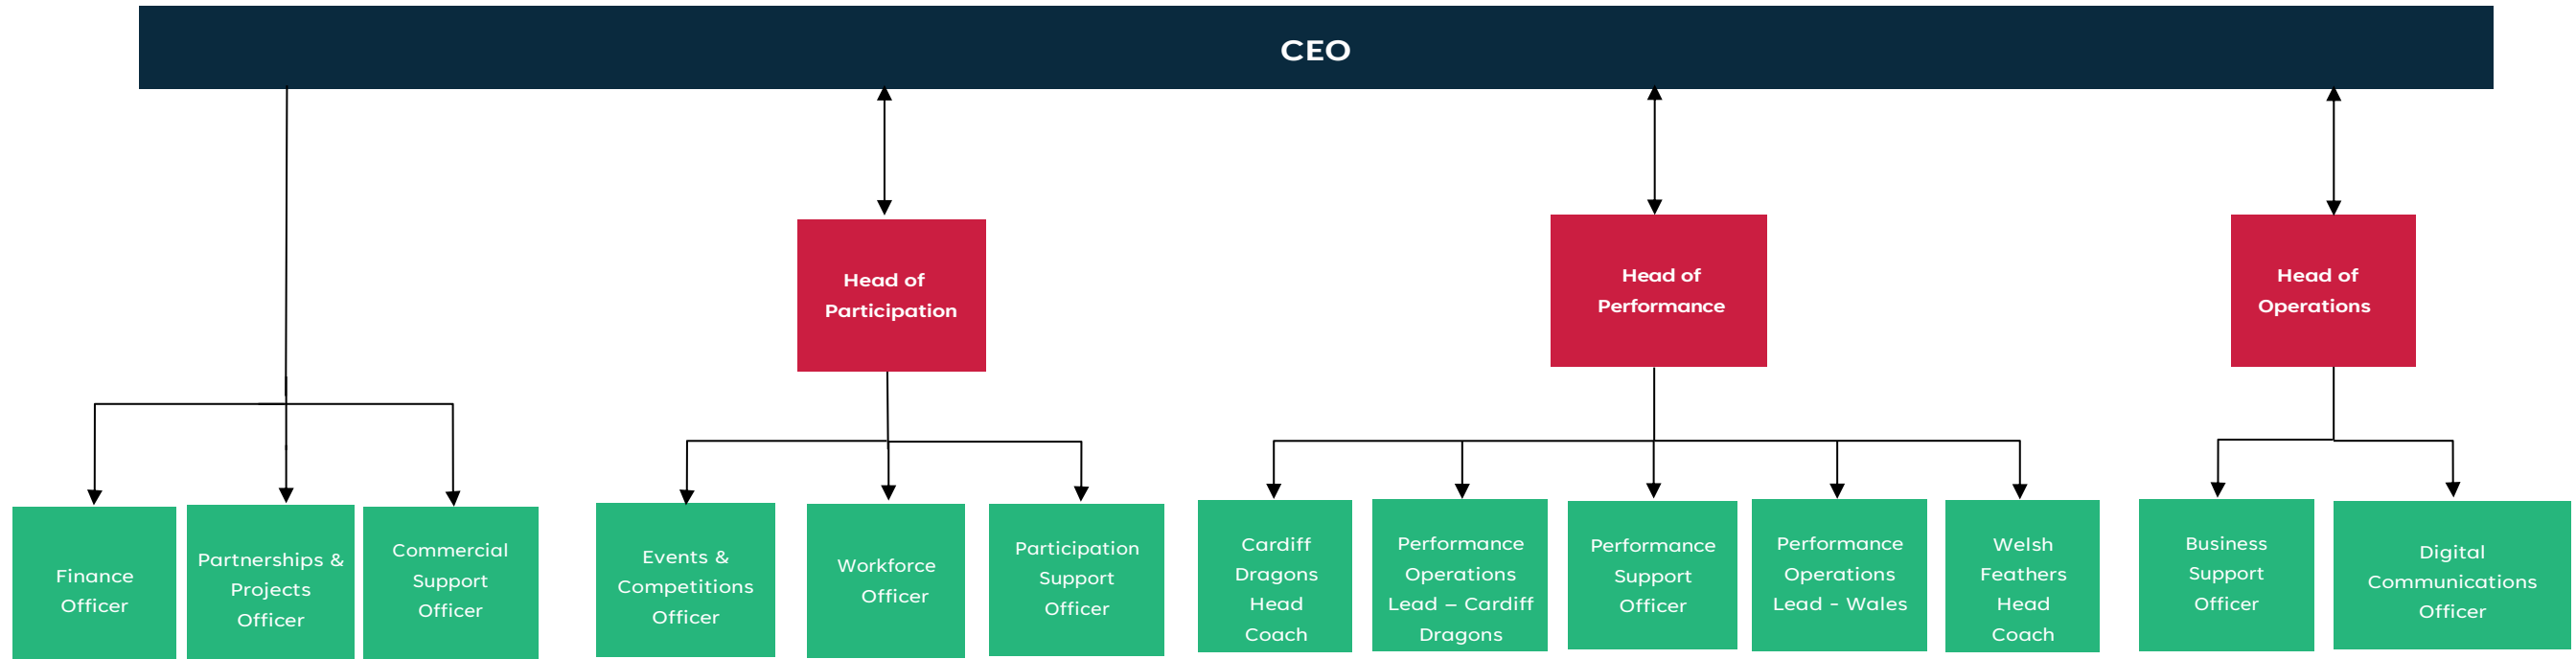 CEO
Head of
Participation
Head of
Performance
Head of
Operations
Finance
Officer
Partnerships &
Projects
Officer
Commercial
Support
Officer
Events &
Competitions
Officer
Workforce
Officer
Participation
Support
Officer
Cardiff
Dragons
Head
Coach
Performance
Operations
Lead – Cardiff
Dragons
Performance
Support
Officer
Performance
Operations
Lead - Wales
Welsh
Feathers
Head
Coach
Business
Support
Officer
Digital
Communications
Officer